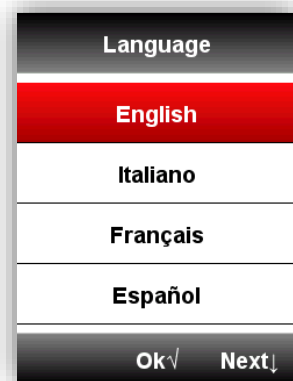 Language
English
Italiano
Français
Español
Ok√ Next↓